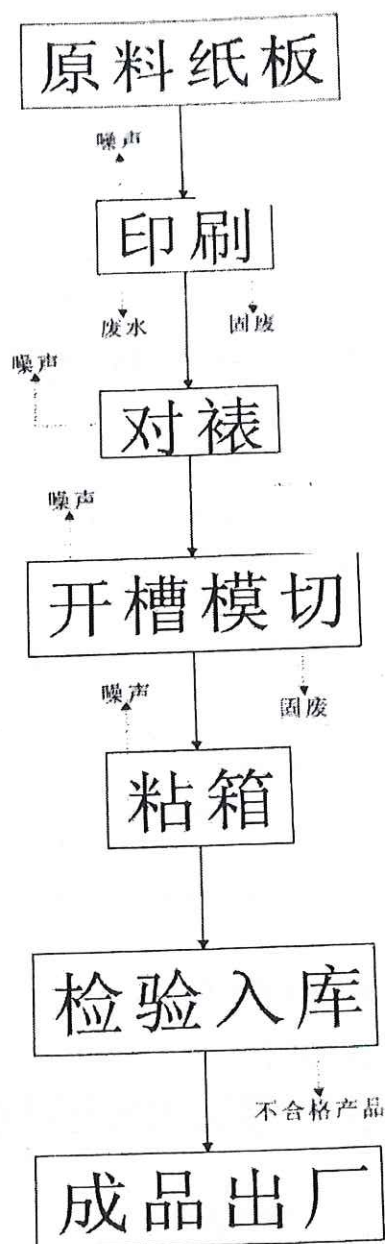 原料纸板
噪声
印刷
废水 固废
噪声
对裱
噪声
开槽模切
噪声
固废
粘箱
检验入库
不合格产品
成品出厂